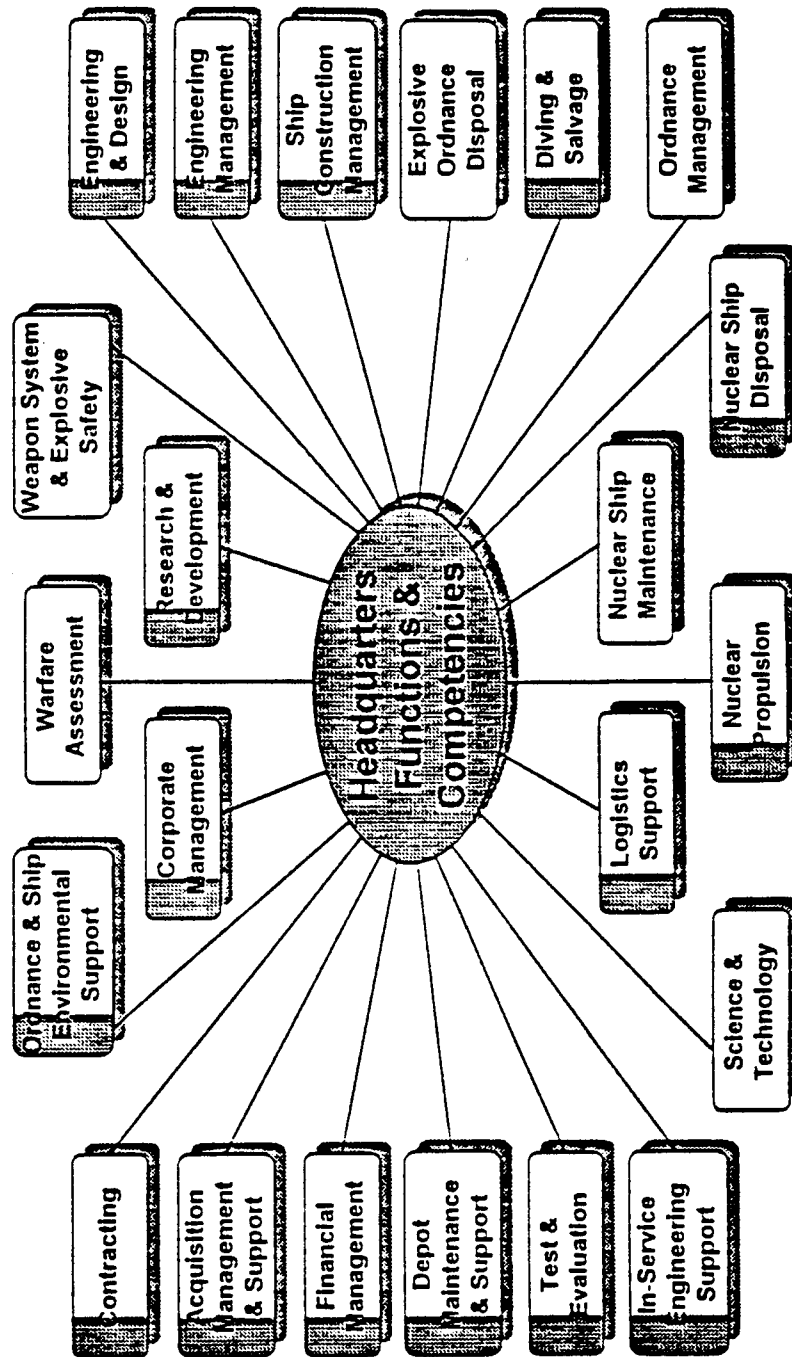 Ordnance & Ship
Environmental
Support
Warfare
Assessment
Weapon System
& Explosive
Safety
Contracting
Corporate
Management
Research &
Development
Engineering
& Design
Acquisition
Management
& Support
Engineering
Management
Financial
Management
Headquarters
Functions &
Competencies
Ship
Construction
Management
Depot
Maintenance
& Support
Explosive
Ordnance
Disposal
Test &
Evaluation
Diving &
Salvage
In-Service
Engineering
Support
Logistics
Support
Nuclear Ship
Maintenance
Ordnance
Management
Science &
Technology
Nuclear
Propulsion
Nuclear Ship
Disposal